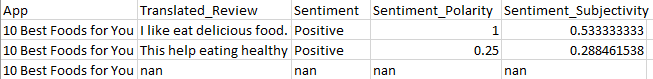 App Translated_Review Sentiment Sentiment_Polarity Sentiment_Subjectivity
10 Best Foods for You I like eat delicious food. Positive 1 0.533333333
10 Best Foods for You This help eating healthy Positive 0.25 0.288461538
10 Best Foods for You nan nan nan nan